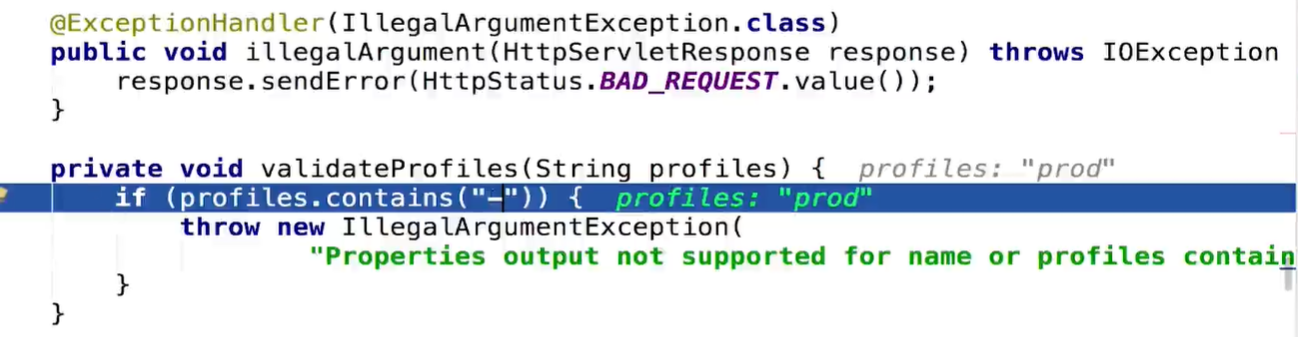 @ExceptionHandler(IllegalArgumentException.class)
public void illegalArgument(HttpServletResponse response) throws IOException
response.sendError(HttpStatus.BAD_REQUEST.value());
}
private void validateProfiles(String profiles) { profiles: "prod"
if (profiles.contains("-")) { profiles: "prod"
throw new IllegalArgumentException(
"Properties output not supported for name or profiles contain
}
}